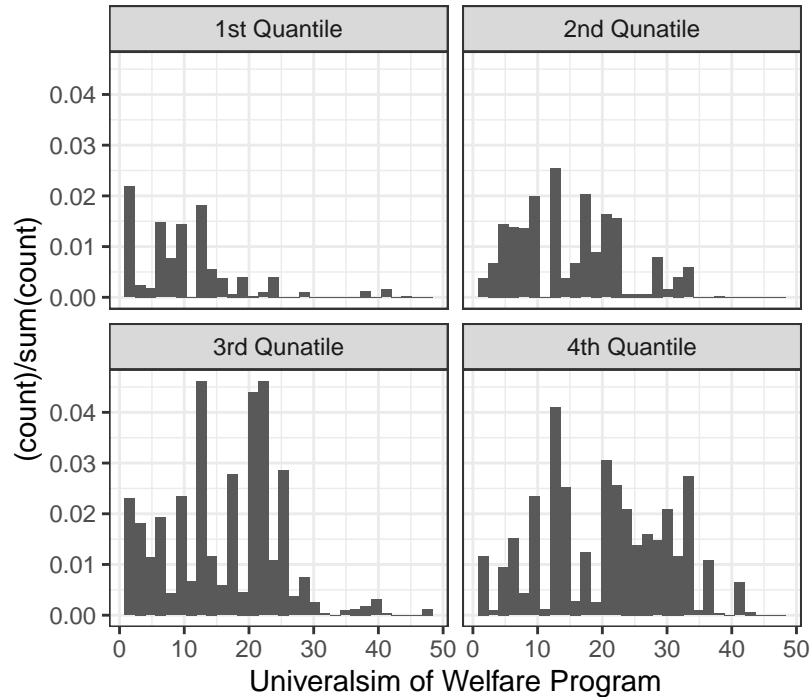 1st Quantile
2nd Qunatile
0.04
0.03
0.02
0.01
0.00
3rd Qunatile
4th Quantile
0.04
0.03
0.02
0.01
0.00
0 10 20 30 40 50
0 10 20 30 40 50
Univeralsim of Welfare Program
(count)/sum(count)